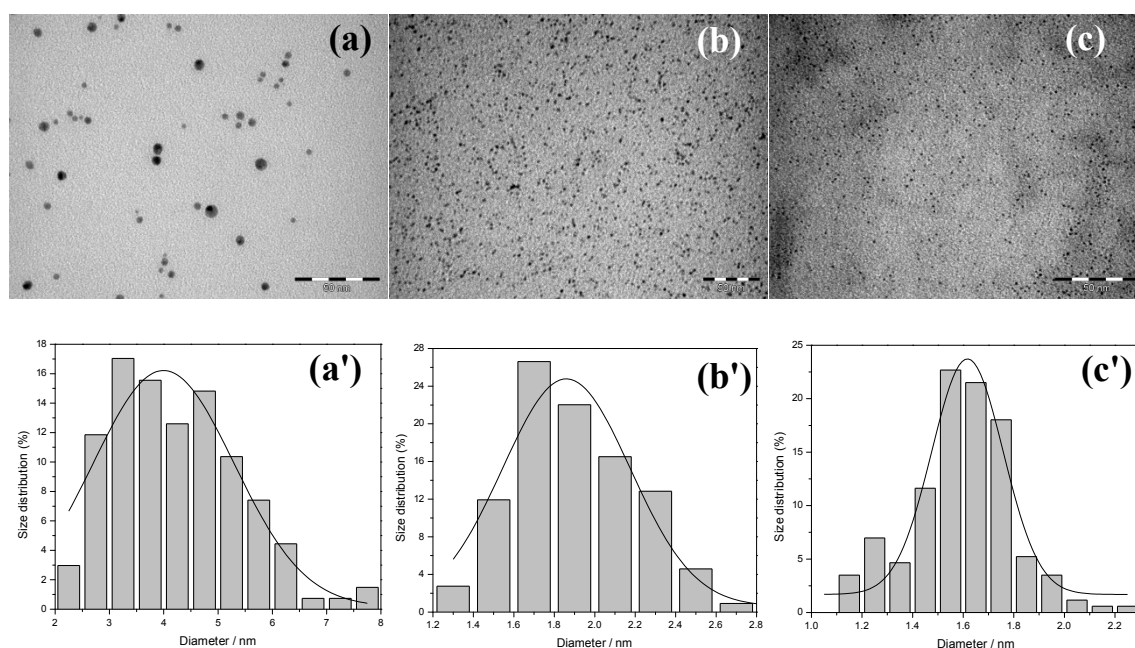 (a)
(b)
(c)
50 nm
50 nm
50 nm
(a')
18
16
14
12
10
8
6
4
2
0
Size distribution (%)
2 3 4 5 6 7 8
Diameter / nm
(b')
28
24
20
16
12
8
4
0
Size distribution (%)
1.2 1.4 1.6 1.8 2.0 2.2 2.4 2.6 2.8
Diameter / nm
(c')
25
20
15
10
5
0
Size distribution (%)
1.0 1.2 1.4 1.6 1.8 2.0 2.2
Diameter / nm